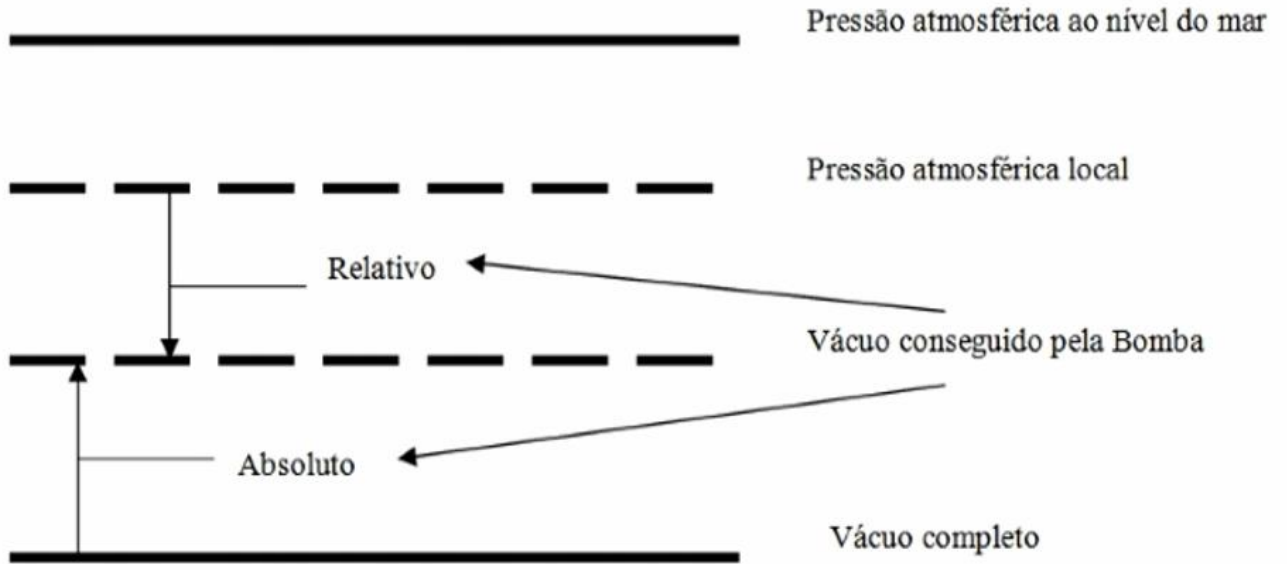 Pressão atmosférica ao nível do mar
Pressão atmosférica local
Relativo
Vácuo conseguido pela Bomba
Absoluto
Vácuo completo